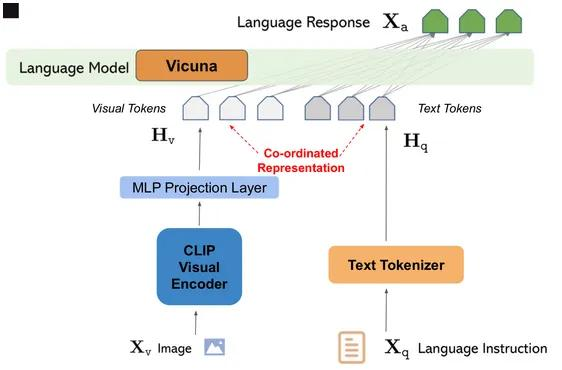 Language Response Xa
Language Model Vicuna
Visual Tokens Text Tokens
Hv Hq
Co-ordinated
Representation
MLP Projection Layer
CLIP
Visual
Encoder
Text Tokenizer
Xv Image Xq Language Instruction